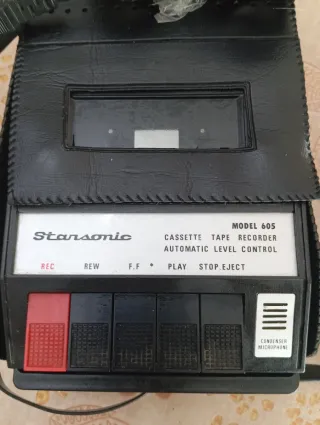 MODEL 605
Starsonic
CASSETTE TAPE RECORDER
AUTOMATIC LEVEL CONTROL
REC REW F.F • PLAY STOP.EJECT
CONDENSER
MICROPHONE